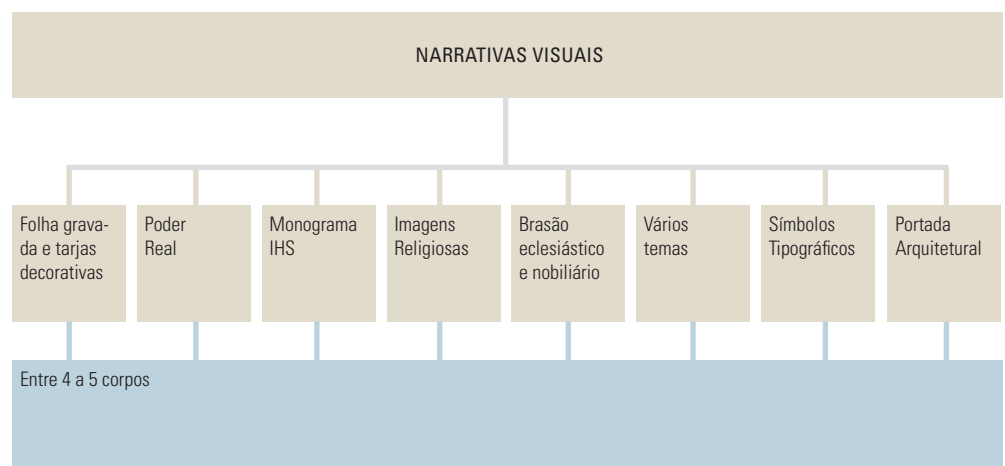 NARRATIVAS VISUAIS
Folha grava-
da e tarjas
decorativas
Poder
Real
Monograma
IHS
Imagens
Religiosas
Brasão
eclesiástico
e nobiliário
Vários
temas
Símbolos
Tipográficos
Portada
Arquitetural
Entre 4 a 5 corpos